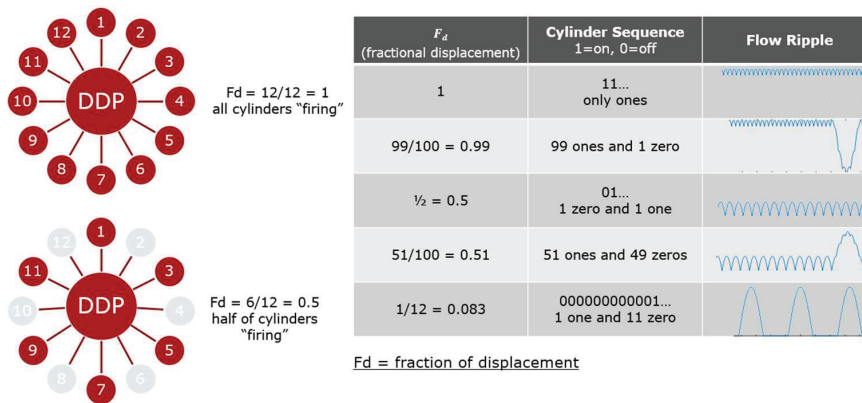 12
1
2
11
3
10
DDP
4
9
5
8
7
6
Fd = 12/12 = 1
all cylinders “firing”
12
1
2
11
3
10
DDP
4
9
5
8
7
6
Fd = 6/12 = 0.5
half of cylinders
“firing”
F_d
(fractional displacement)
Cylinder Sequence
1=on, 0=off
Flow Ripple
1
11...
only ones
99/100 = 0.99
99 ones and 1 zero
½ = 0.5
01...
1 zero and 1 one
51/100 = 0.51
51 ones and 49 zeros
1/12 = 0.083
000000000001...
1 one and 11 zero
Fd = fraction of displacement